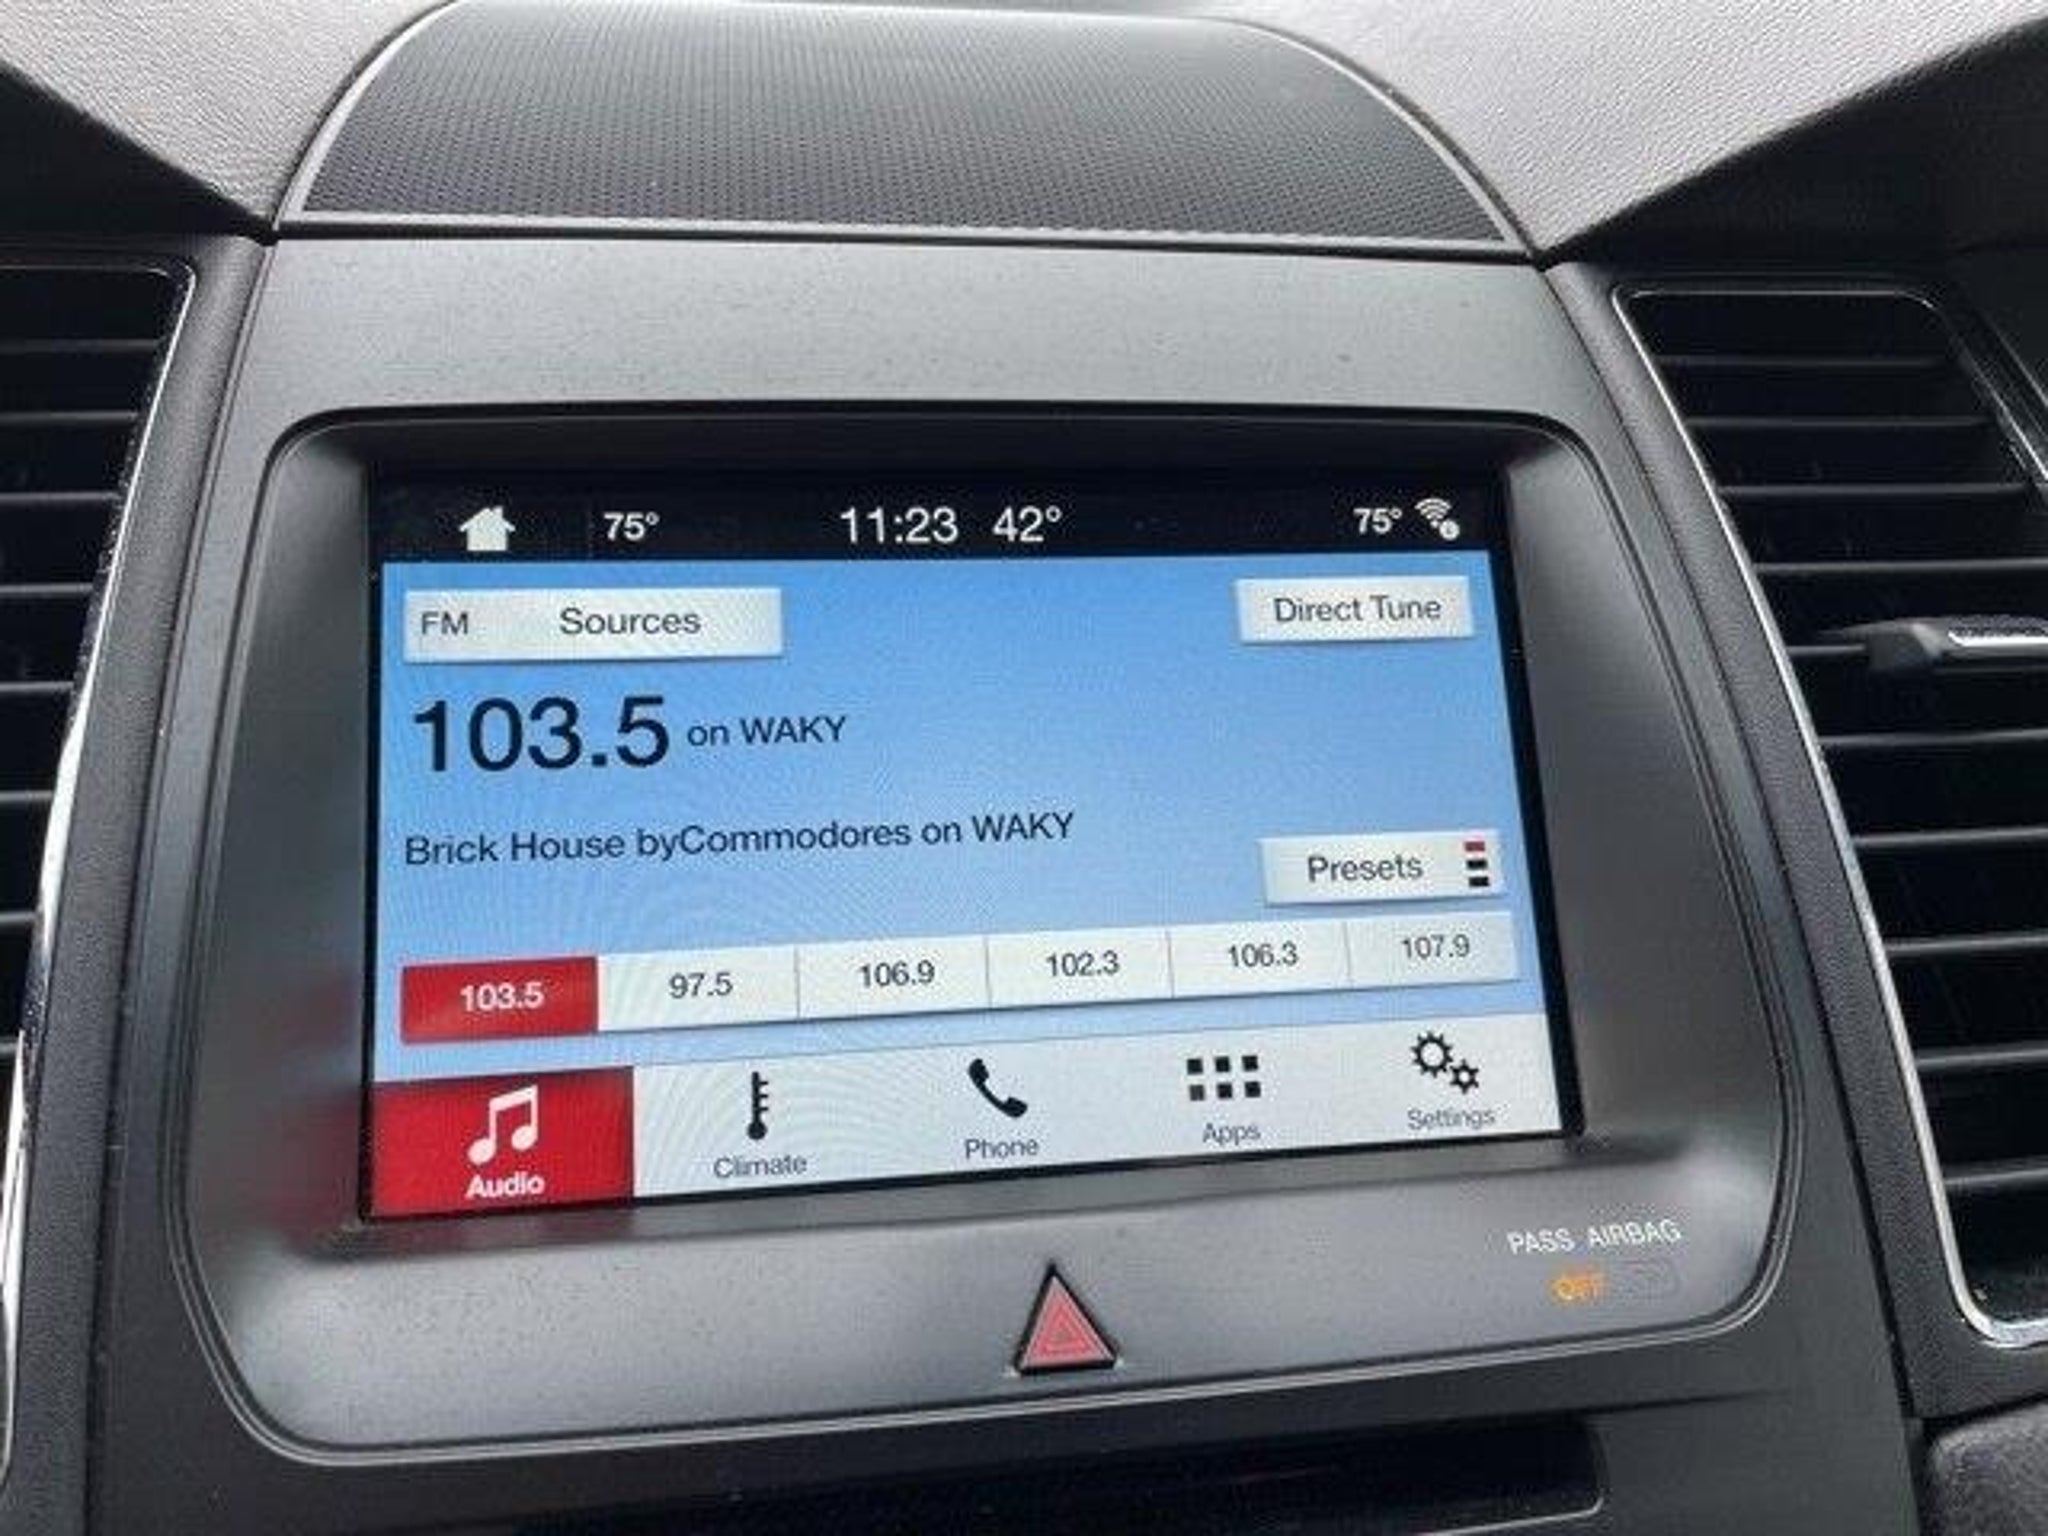 75° 11:23 42° 75°
FM Sources Direct Tune
103.5 on WAKY
Brick House byCommodores on WAKY
Presets
103.5 97.5 106.9 102.3 106.3 107.9
Audio Climate Phone Apps Settings
PASS AIRBAG
OFF